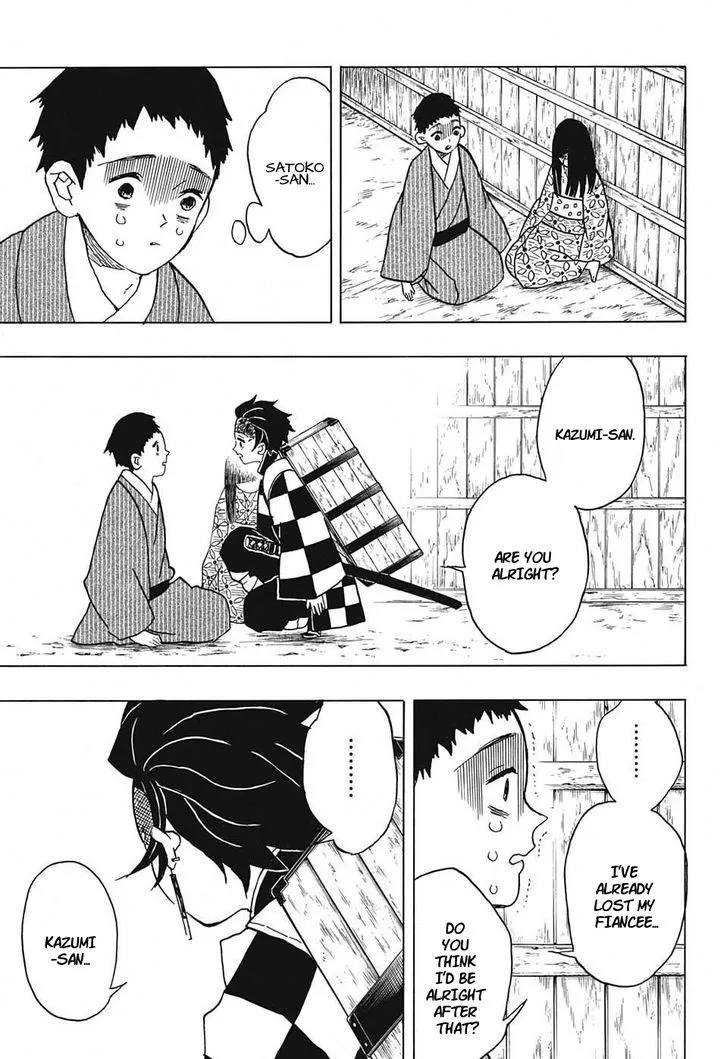 SATOKO
-SAN...
KAZUMI-SAN.
ARE YOU
ALRIGHT?
.........
I'VE
ALREADY
LOST MY
FIANCEE...
DO
YOU
THINK
I'D BE
ALRIGHT
AFTER
THAT?
.........
KAZUMI
-SAN...